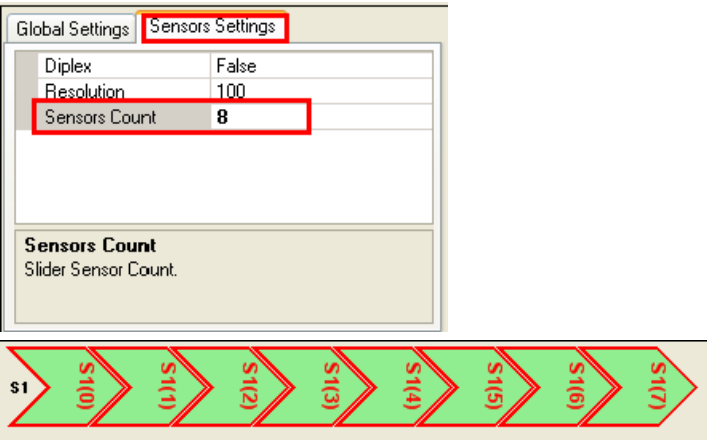 Global Settings Sensors Settings
Diplex False
Resolution 100
Sensors Count 8
Sensors Count
Slider Sensor Count.
S1 S1(0) S1(1) S1(2) S1(3) S1(4) S1(5) S1(6) S1(7)